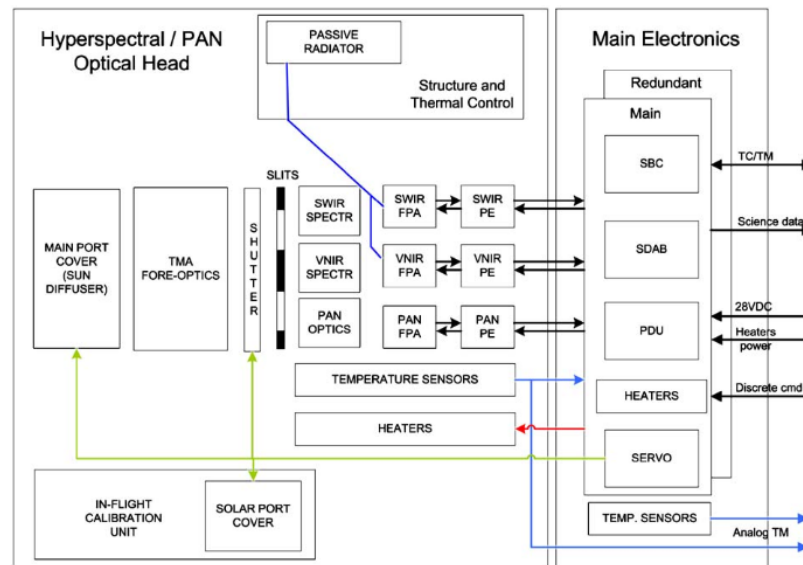 Hyperspectral / PAN
Optical Head
PASSIVE
RADIATOR
Structure and
Thermal Control
Main Electronics
Redundant
Main
SBC
SDAB
PDU
HEATERS
SERVO
TEMP. SENSORS
TC/TM
Science data
28VDC
Heaters
power
Discrete cmd
Analog TM
MAIN PORT
COVER
(SUN
DIFFUSER)
TMA
FORE-OPTICS
SHUTTER
SLITS
SWIR
SPECTR
VNIR
SPECTR
PAN
OPTICS
SWIR
FPA
SWIR
PE
VNIR
FPA
VNIR
PE
PAN
FPA
PAN
PE
TEMPERATURE SENSORS
HEATERS
IN-FLIGHT
CALIBRATION
UNIT
SOLAR PORT
COVER